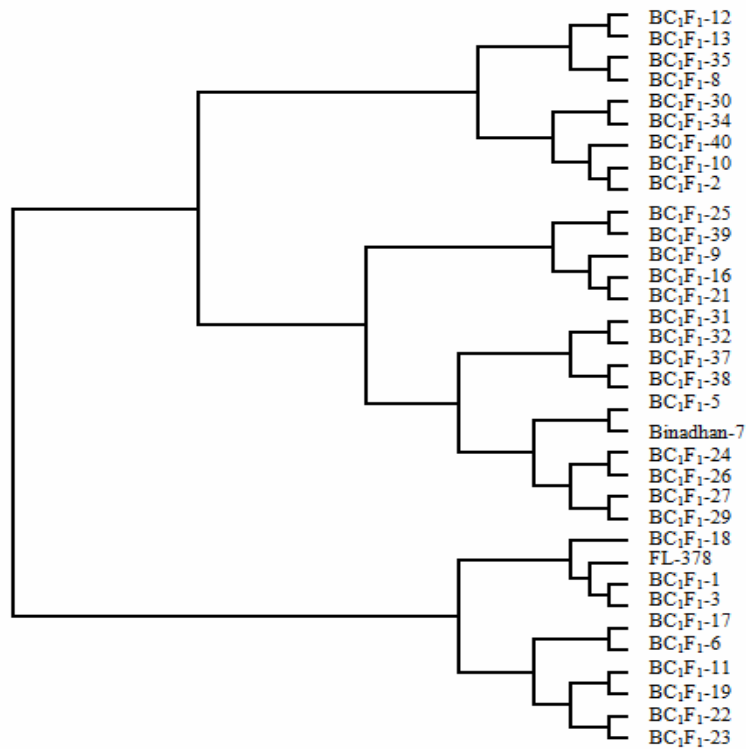 BC₁F₁-12
BC₁F₁-13
BC₁F₁-35
BC₁F₁-8
BC₁F₁-30
BC₁F₁-34
BC₁F₁-40
BC₁F₁-10
BC₁F₁-2
BC₁F₁-25
BC₁F₁-39
BC₁F₁-9
BC₁F₁-16
BC₁F₁-21
BC₁F₁-31
BC₁F₁-32
BC₁F₁-37
BC₁F₁-38
BC₁F₁-5
Binadhan-7
BC₁F₁-24
BC₁F₁-26
BC₁F₁-27
BC₁F₁-29
BC₁F₁-18
FL-378
BC₁F₁-1
BC₁F₁-3
BC₁F₁-17
BC₁F₁-6
BC₁F₁-11
BC₁F₁-19
BC₁F₁-22
BC₁F₁-23